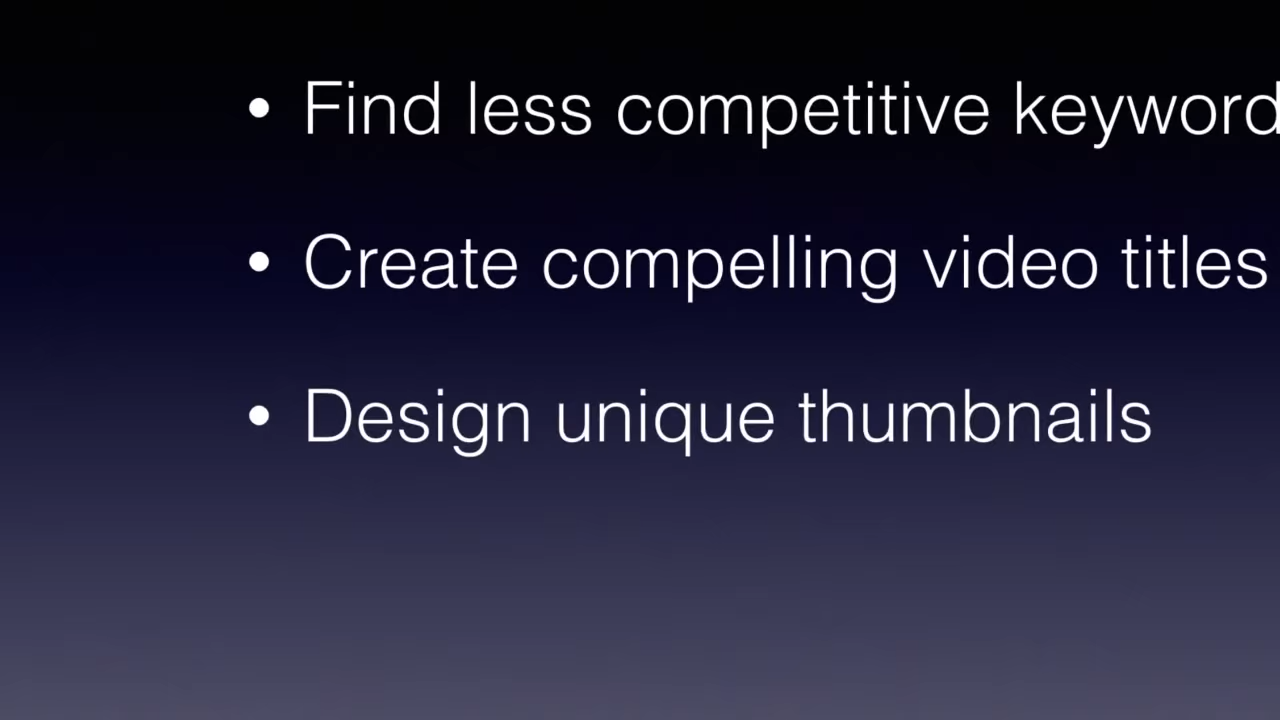 • Find less competitive keyword
• Create compelling video titles
• Design unique thumbnails